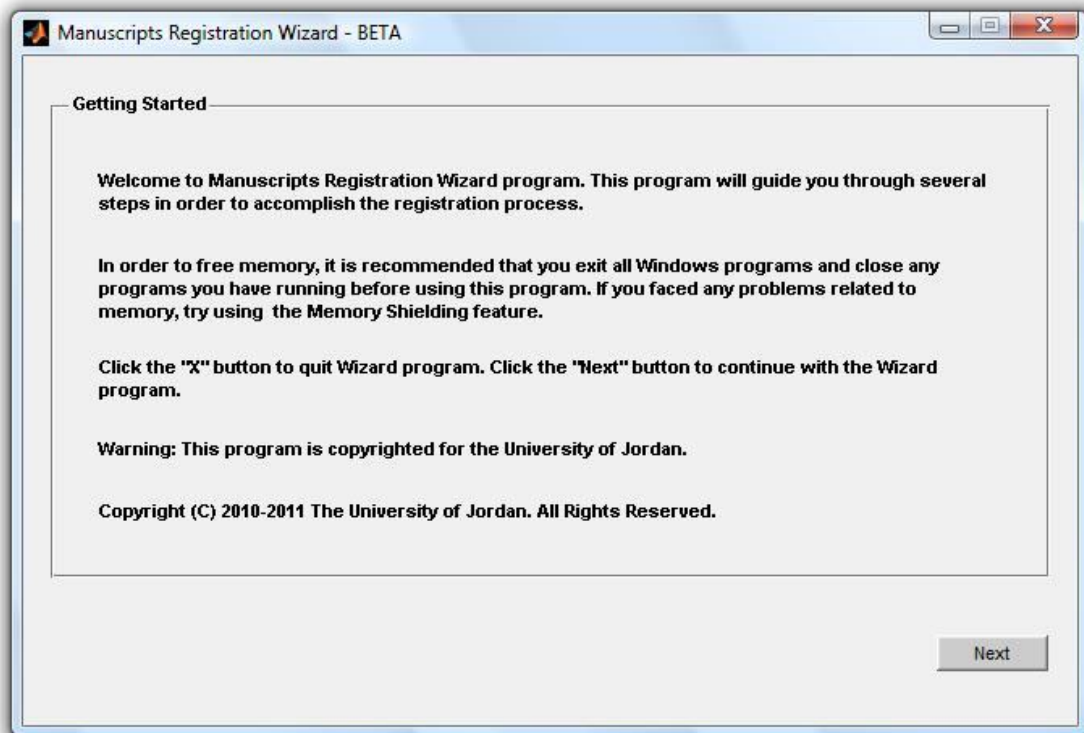 Manuscripts Registration Wizard - BETA
Getting Started
Welcome to Manuscripts Registration Wizard program. This program will guide you through several
steps in order to accomplish the registration process.
In order to free memory, it is recommended that you exit all Windows programs and close any
programs you have running before using this program. If you faced any problems related to
memory, try using  the Memory Shielding feature.
Click the "X" button to quit Wizard program. Click the "Next" button to continue with the Wizard
program.
Warning: This program is copyrighted for the University of Jordan.
Copyright (C) 2010-2011 The University of Jordan. All Rights Reserved.
Next